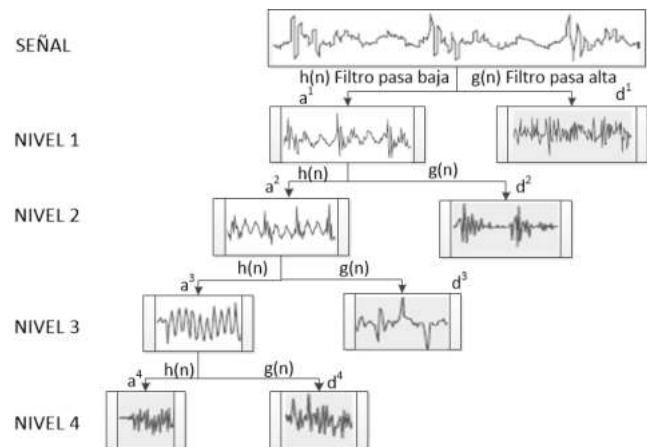 SEÑAL
h(n) Filtro pasa baja g(n) Filtro pasa alta
a¹ d¹
NIVEL 1
h(n) g(n)
a² d²
NIVEL 2
h(n) g(n)
a³ d³
NIVEL 3
h(n) g(n)
a⁴ d⁴
NIVEL 4